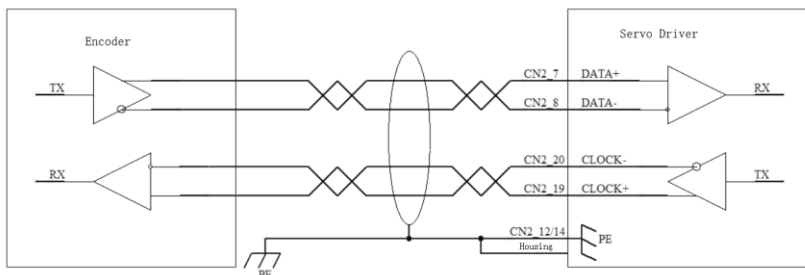 Encoder
Servo Driver
TX
CN2_7 DATA+
RX
CN2_8 DATA-
RX
CN2_20 CLOCK-
TX
CN2_19 CLOCK+
CN2_12/14
PE
Housing
PE